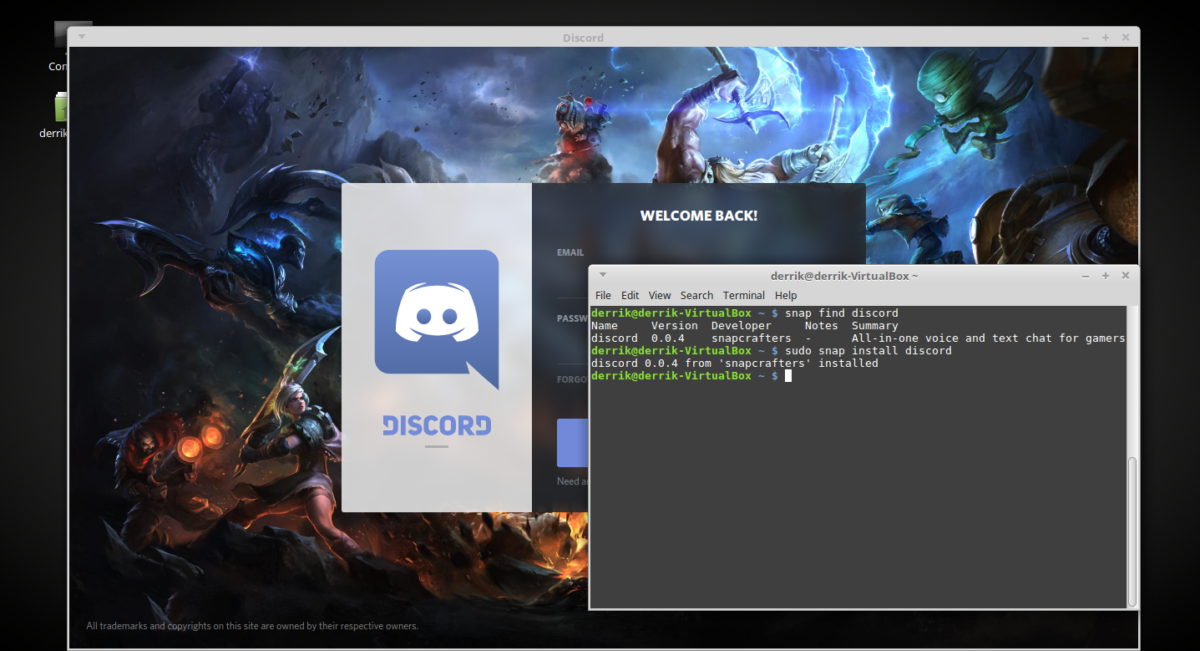 Discord
WELCOME BACK!
EMAIL
DISCORD
All trademarks and copyrights on this site are owned by their respective owners.
derrik@derrik-VirtualBox ~
File Edit View Search Terminal Help
derrik@derrik-VirtualBox ~ $ snap find discord
Name Version Developer Notes Summary
discord 0.0.4 snapcrafters - All-in-one voice and text chat for gamers
derrik@derrik-VirtualBox ~ $ sudo snap install discord
discord 0.0.4 from 'snapcrafters' installed
derrik@derrik-VirtualBox ~ $
Con
derrik
PASSW
FORGO
Need a